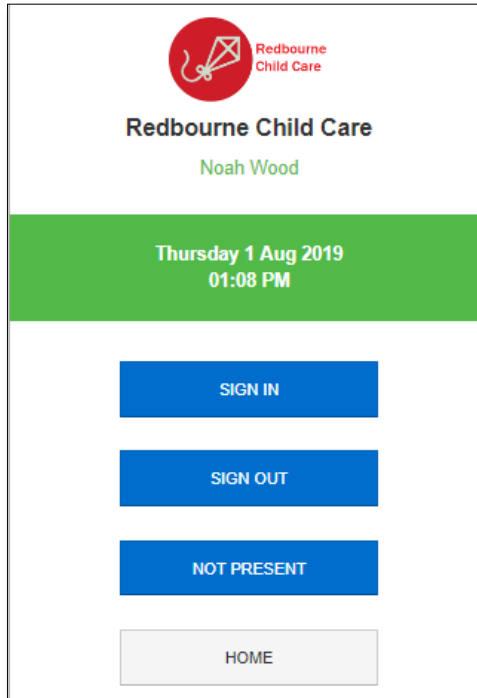 Redbourne
Child Care
Redbourne Child Care
Noah Wood
Thursday 1 Aug 2019
01:08 PM
SIGN IN
SIGN OUT
NOT PRESENT
HOME